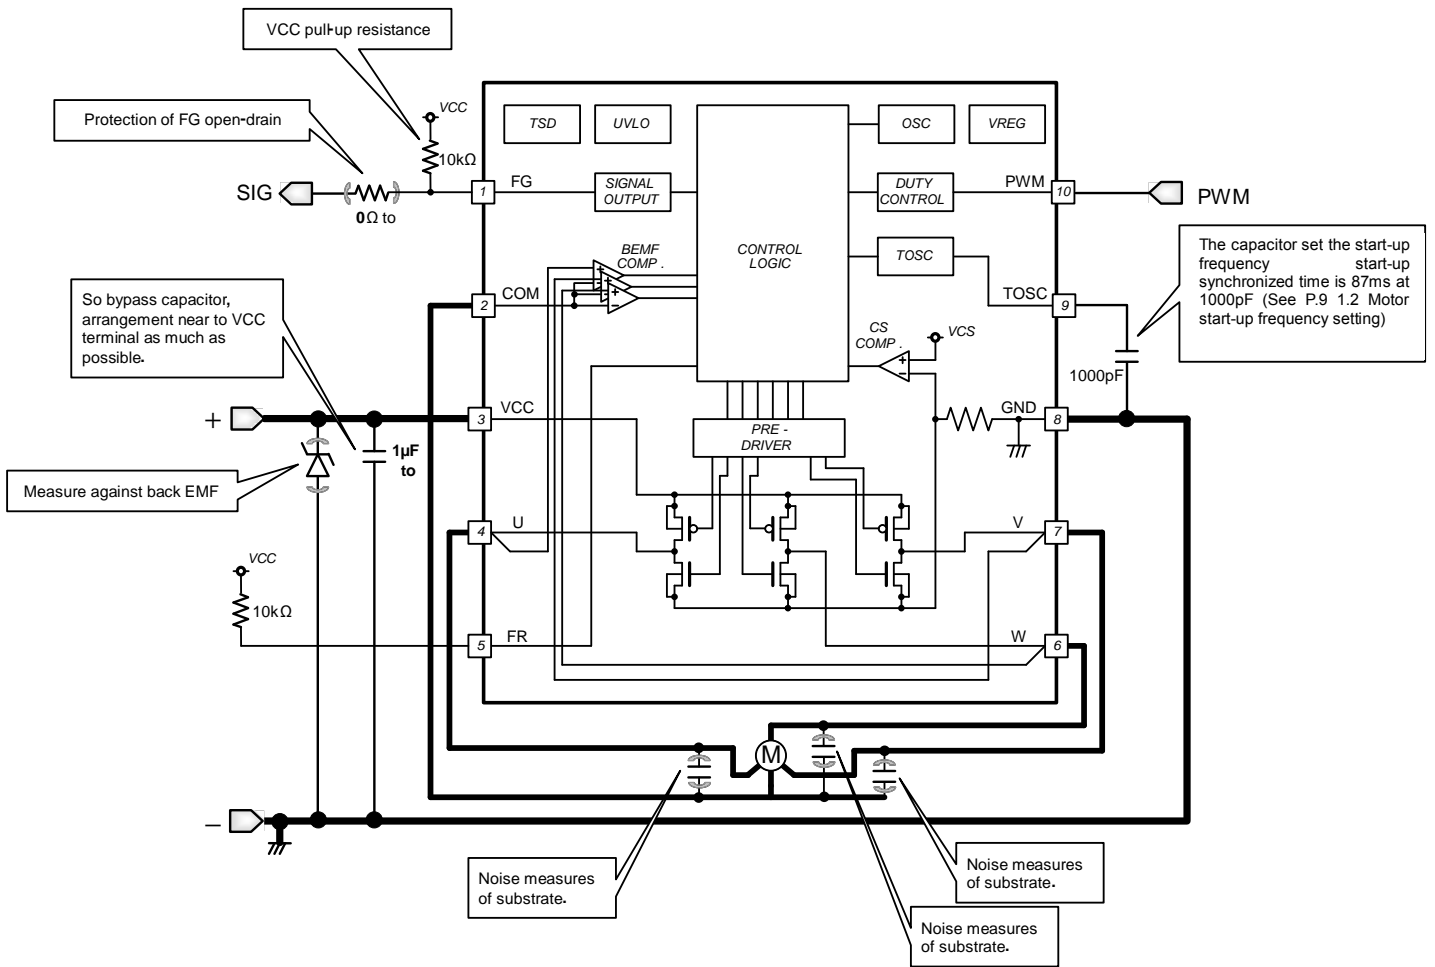 VCC pull-up resistance
Protection of FG open-drain
VCC
10kΩ
SIG
0Ω to
1
FG
TSD
UVLO
OSC
VREG
SIGNAL
OUTPUT
DUTY
CONTROL
PWM
10
PWM
BEMF
COMP .
CONTROL
LOGIC
TOSC
The capacitor set the start-up
frequency start-up
synchronized time is 87ms at
1000pF (See P.9 1.2 Motor
start-up frequency setting)
So bypass capacitor,
arrangement near to VCC
terminal as much as
possible.
2
COM
TOSC
9
CS
COMP .
VCS
1000pF
+
3
VCC
GND
8
PRE -
DRIVER
1µF
to
Measure against back EMF
4
U
V
7
VCC
10kΩ
5
FR
W
6
M
–
Noise measures
of substrate.
Noise measures
of substrate.
Noise measures
of substrate.